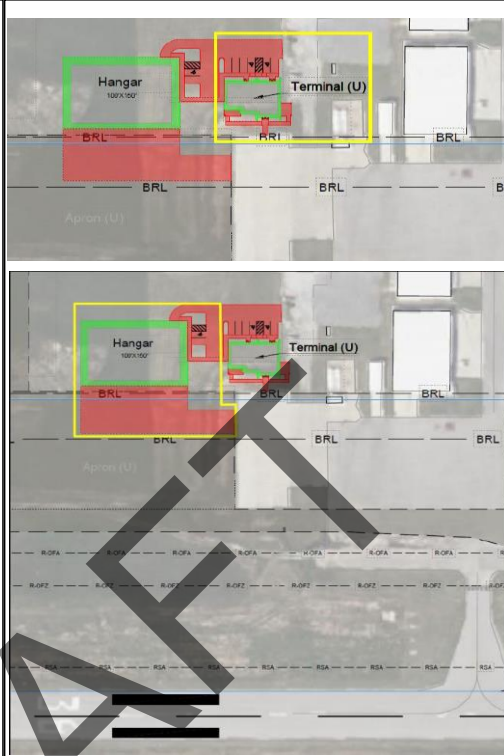 Hangar
100'X150'
Terminal (U)
BRL BRL BRL
BRL BRL B
Apron (U)
Hangar
100'X150'
Terminal (U)
BRL BRL BRL
BRL BRL BRL
Apron (U)
R-OFA R-OFA R-OFA R-OFA R-OFA R-OFA R-OFA
R-OFZ R-OFZ R-OFZ R-OFZ R-OFZ R-OFZ R-OFZ
RSA RSA RSA RSA RSA RSA RSA
AFT